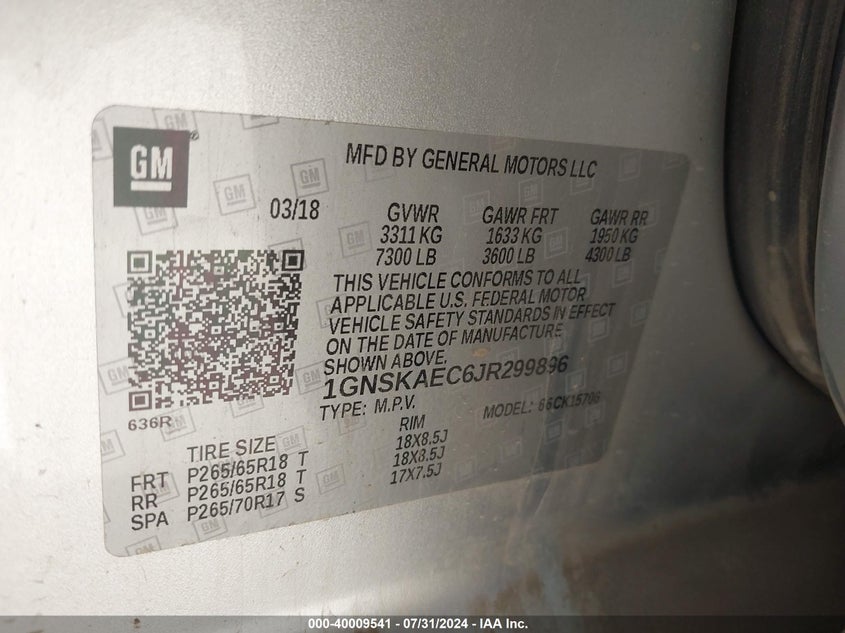 GM
MFD BY GENERAL MOTORS LLC
03/18
GVWR GAWR FRT GAWR RR
3311 KG 1633 KG 1950 KG
7300 LB 3600 LB 4300 LB
THIS VEHICLE CONFORMS TO ALL
APPLICABLE U.S. FEDERAL MOTOR
VEHICLE SAFETY STANDARDS IN EFFECT
ON THE DATE OF MANUFACTURE
SHOWN ABOVE.
1GNSKAEC6JR299896
TYPE: M.P.V. MODEL: 66CK15706
636R
TIRE SIZE RIM
FRT P265/65R18 T 18X8.5J
RR P265/65R18 T 18X8.5J
SPA P265/70R17 S 17X7.5J
000-40009541 - 07/31/2024 - IAA Inc.